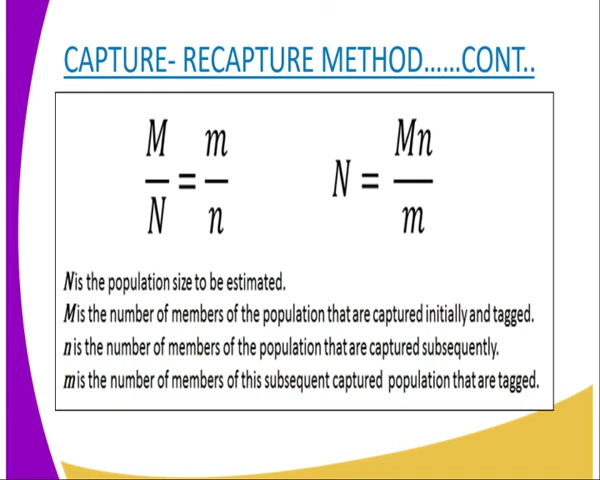 CAPTURE- RECAPTURE METHOD......CONT..
M/N = m/n    N = Mn/m
N is the population size to be estimated.
M is the number of members of the population that are captured initially and tagged.
n is the number of members of the population that are captured subsequently.
m is the number of members of this subsequent captured population that are tagged.